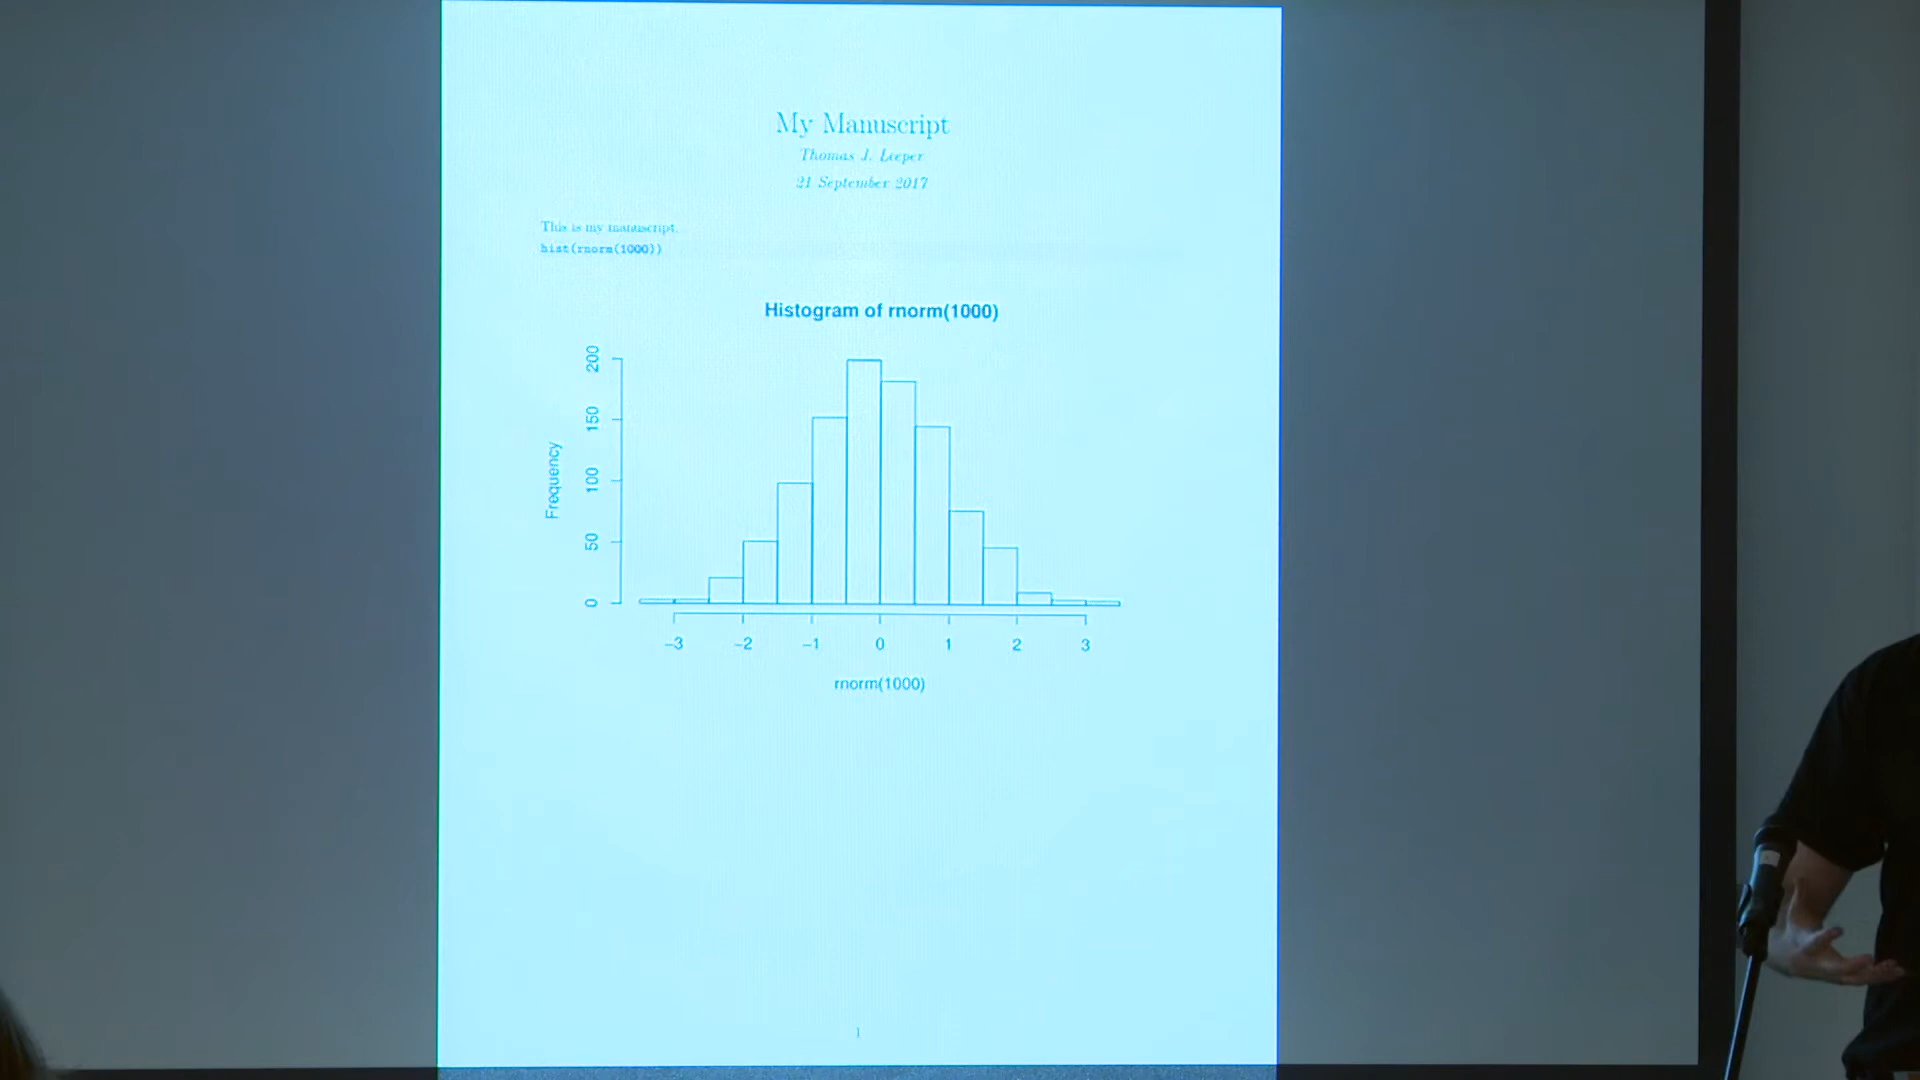 My Manuscript
Thomas J. Leeper
21 September 2017
This is my manuscript.
hist(rnorm(1000))
Histogram of rnorm(1000)
Frequency
200
150
100
50
0
−3 −2 −1 0 1 2 3
rnorm(1000)
1